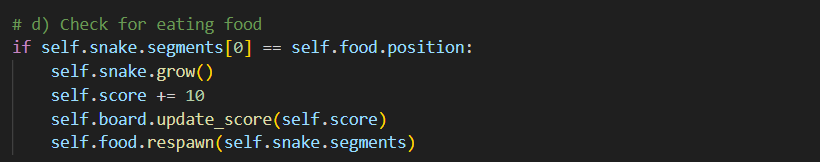 # d) Check for eating food
if self.snake.segments[0] == self.food.position:
    self.snake.grow()
    self.score += 10
    self.board.update_score(self.score)
    self.food.respawn(self.snake.segments)